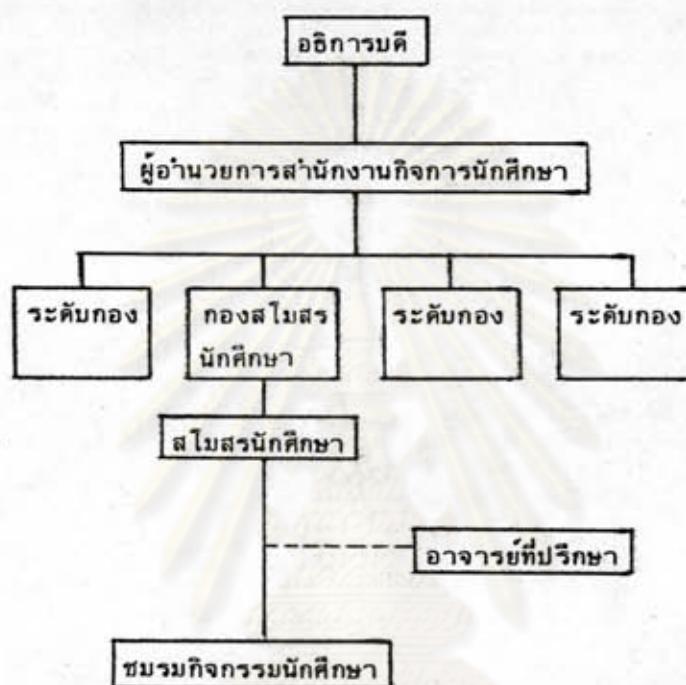 อธิการบดี
ผู้อำนวยการสำนักงานกิจการนักศึกษา
ระดับกอง
กองสโมสร
นักศึกษา
ระดับกอง
ระดับกอง
สโมสรนักศึกษา
อาจารย์ที่ปรึกษา
ชมรมกิจกรรมนักศึกษา